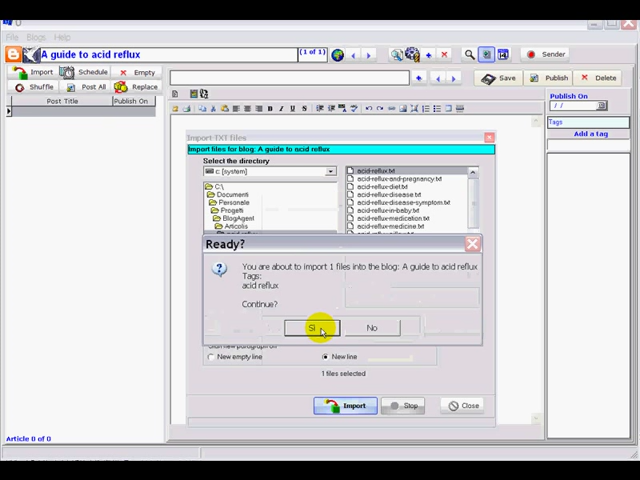 File Blogs Help
A guide to acid reflux
(1 of 1)
Sender
Import Schedule Empty
Shuffle Post All Replace
Save Publish Delete
Post Title Publish On
Publish On
/ /
Tags
Add a tag
Import TXT files
Import files for blog: A guide to acid reflux
Select the directory
c: [system]
C:\
Documenti
Personale
Progetti
BlogAgent
Articolis
acid-reflux.txt
acid-reflux-and-pregnancy.txt
acid-reflux-diet.txt
acid-reflux-disease.txt
acid-reflux-disease-symptom.txt
acid-reflux-in-baby.txt
acid-reflux-medication.txt
acid-reflux-medicine.txt
Ready?
You are about to import 1 files into the blog: A guide to acid reflux
Tags:
acid reflux
Continue?
Sì
No
Start new paragraph on
New empty line
New line
1 files selected
Import Stop Close
Article 0 of 0